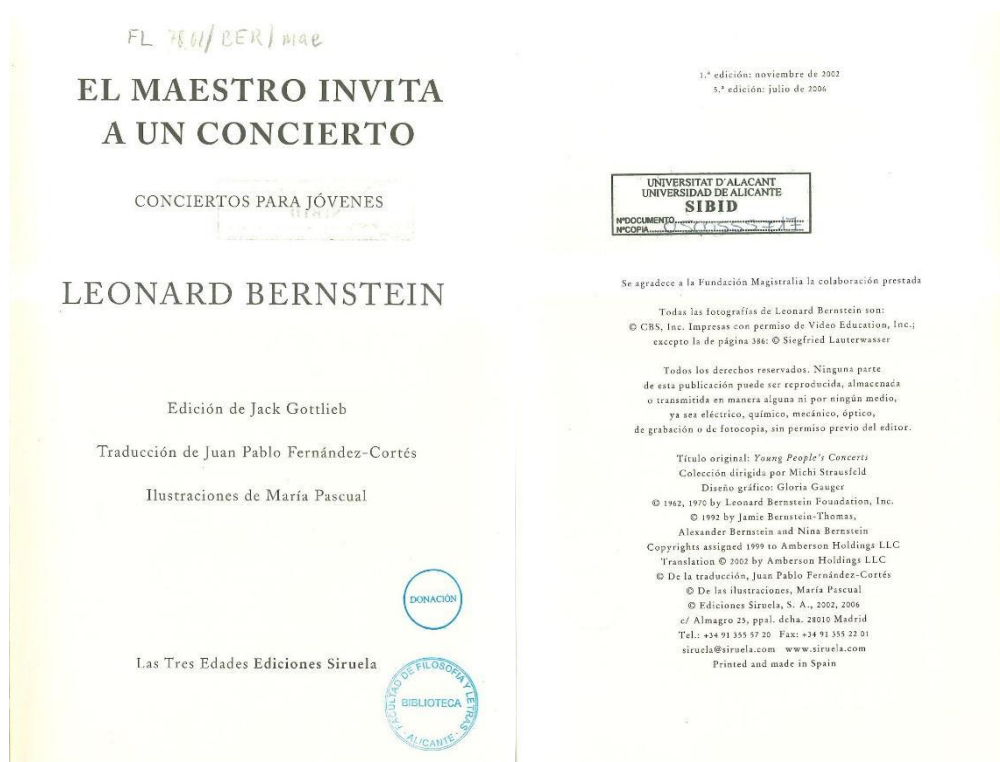 FL 78.01/BER/mae
EL MAESTRO INVITA
A UN CONCIERTO
CONCIERTOS PARA JÓVENES
LEONARD BERNSTEIN
Edición de Jack Gottlieb
Traducción de Juan Pablo Fernández-Cortés
Ilustraciones de María Pascual
DONACIÓN
Las Tres Edades Ediciones Siruela
FACULTAD DE FILOSOFÍA Y LETRAS
BIBLIOTECA
- ALICANTE -
1.ª edición: noviembre de 2002
5.ª edición: julio de 2006
UNIVERSITAT D'ALACANT
UNIVERSIDAD DE ALICANTE
SIBID
NºDOCUMENTO
NºCOPIA
Se agradece a la Fundación Magistralia la colaboración prestada
Todas las fotografías de Leonard Bernstein son:
© CBS, Inc. Impresas con permiso de Video Education, Inc.;
excepto la de página 386: © Siegfried Lauterwasser
Todos los derechos reservados. Ninguna parte
de esta publicación puede ser reproducida, almacenada
o transmitida en manera alguna ni por ningún medio,
ya sea eléctrico, químico, mecánico, óptico,
de grabación o de fotocopia, sin permiso previo del editor.
Título original: Young People's Concerts
Colección dirigida por Michi Strausfeld
Diseño gráfico: Gloria Gauger
© 1962, 1970 by Leonard Bernstein Foundation, Inc.
© 1992 by Jamie Bernstein-Thomas,
Alexander Bernstein and Nina Bernstein
Copyrights assigned 1999 to Amberson Holdings LLC
Translation © 2002 by Amberson Holdings LLC
© De la traducción, Juan Pablo Fernández-Cortés
© De las ilustraciones, María Pascual
© Ediciones Siruela, S. A., 2002, 2006
c/ Almagro 25, ppal. dcha. 28010 Madrid
Tel.: +34 91 355 57 20 Fax: +34 91 355 22 01
siruela@siruela.com www.siruela.com
Printed and made in Spain